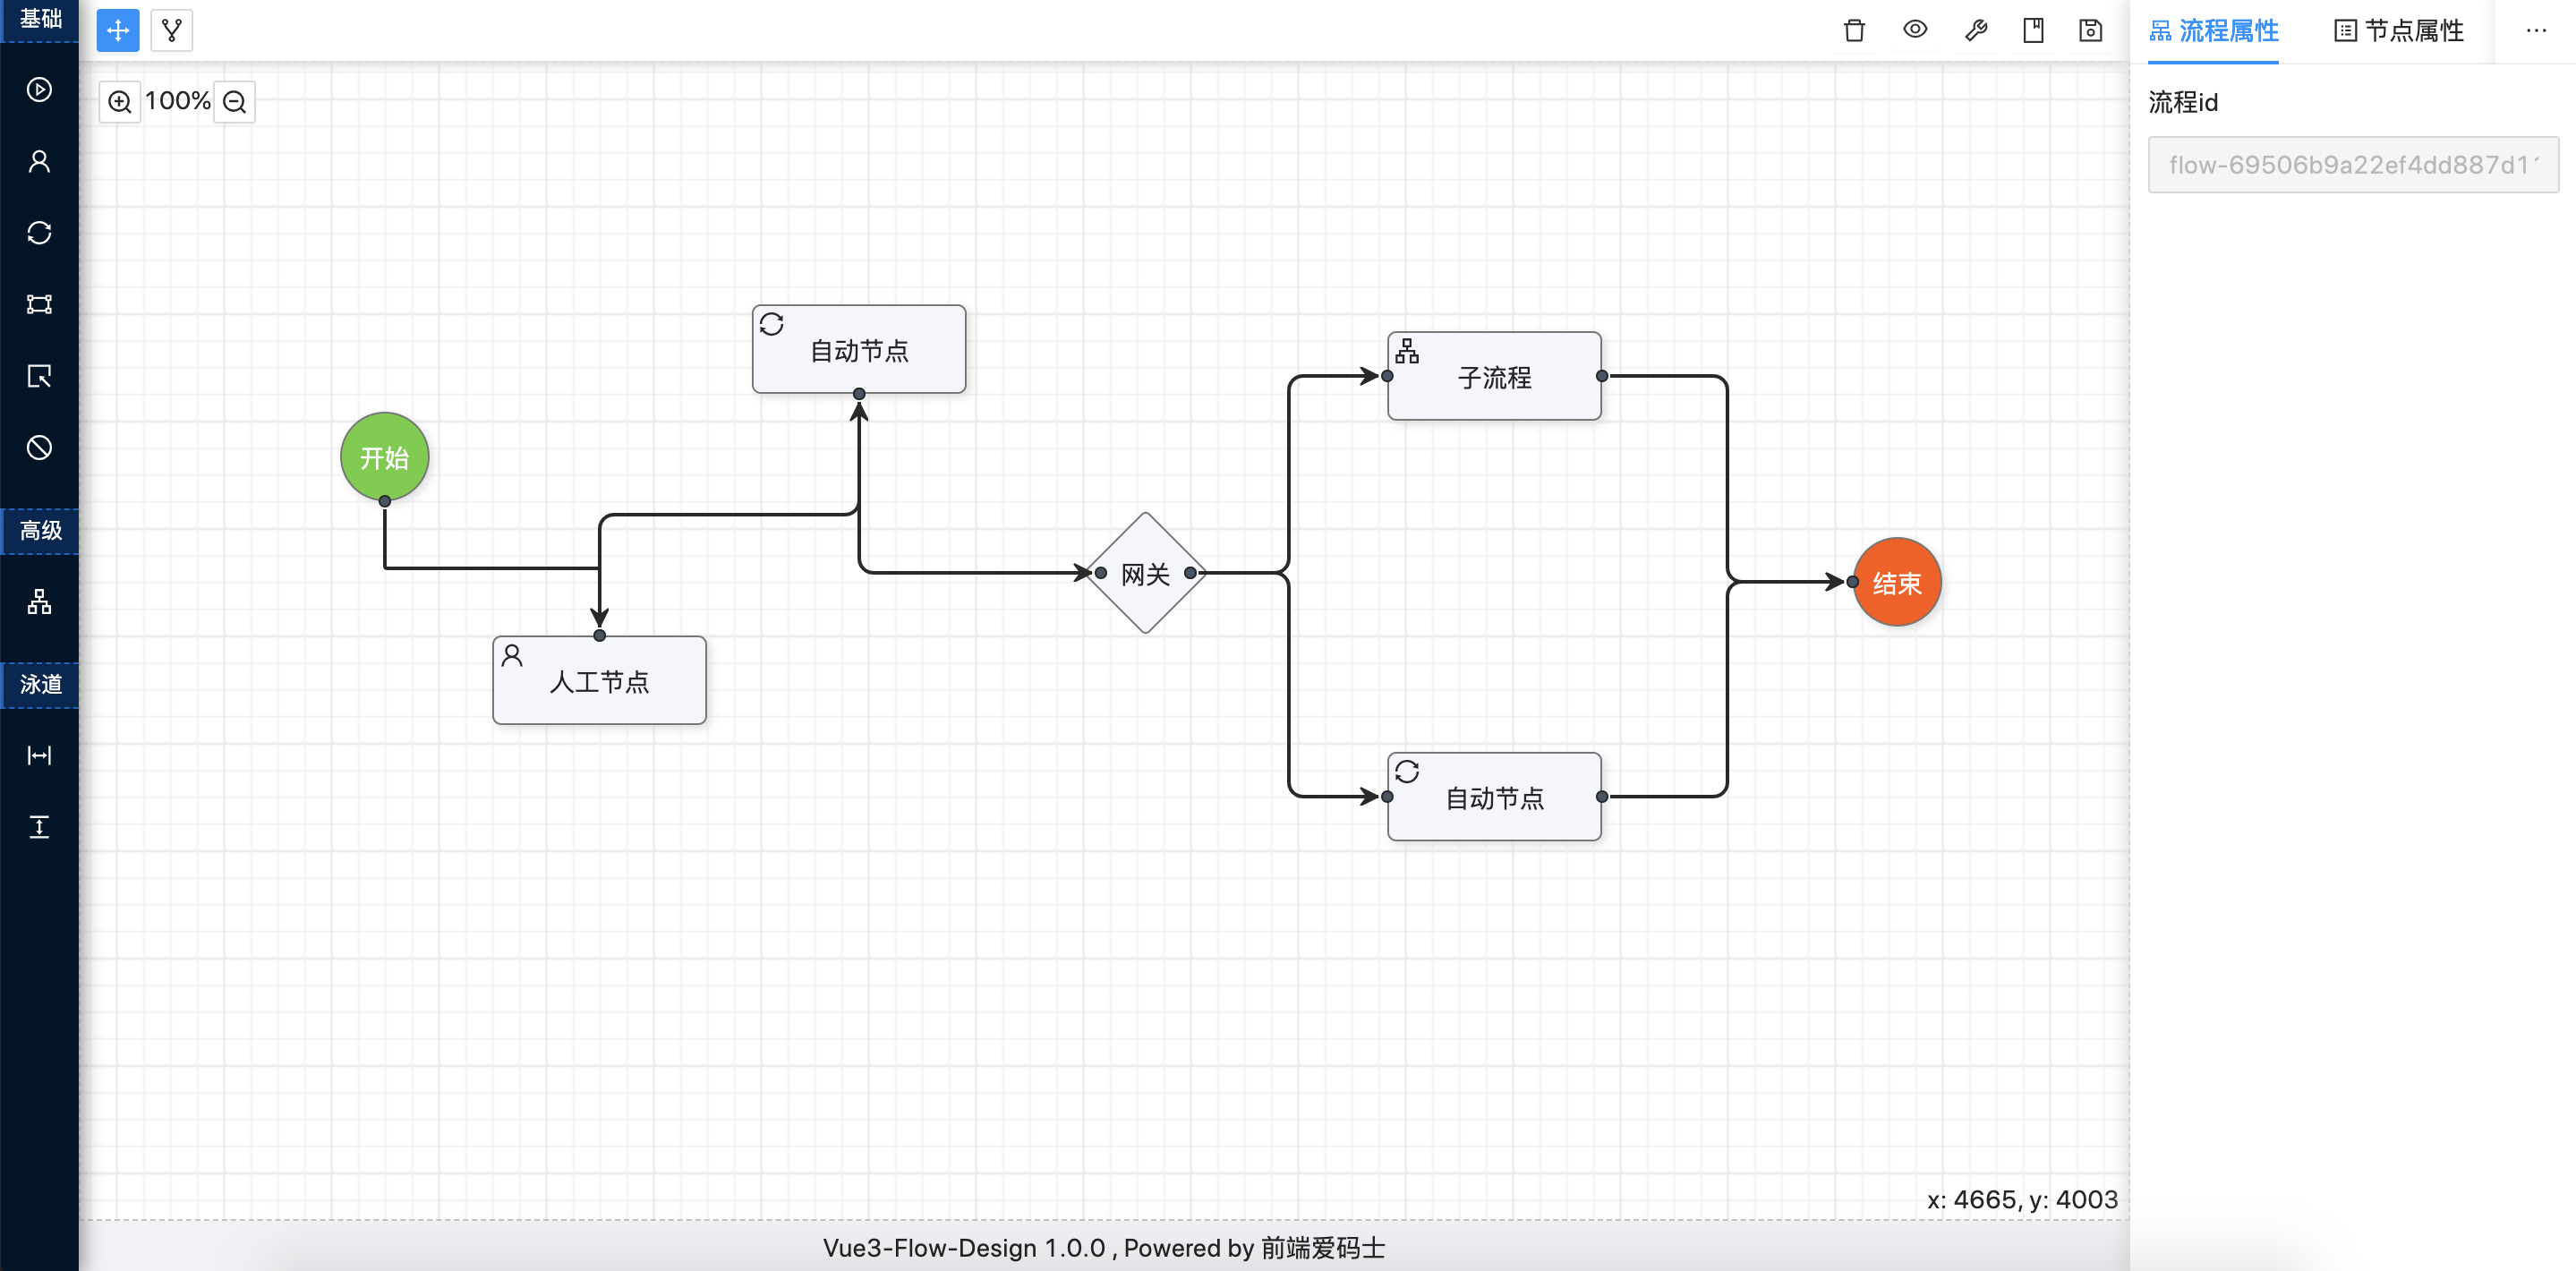 基础
流程属性
节点属性
...
100%
流程id
flow-69506b9a22ef4dd887d1
自动节点
子流程
开始
高级
网关
结束
泳道
人工节点
自动节点
x: 4665, y: 4003
Vue3-Flow-Design 1.0.0 , Powered by 前端爱码士